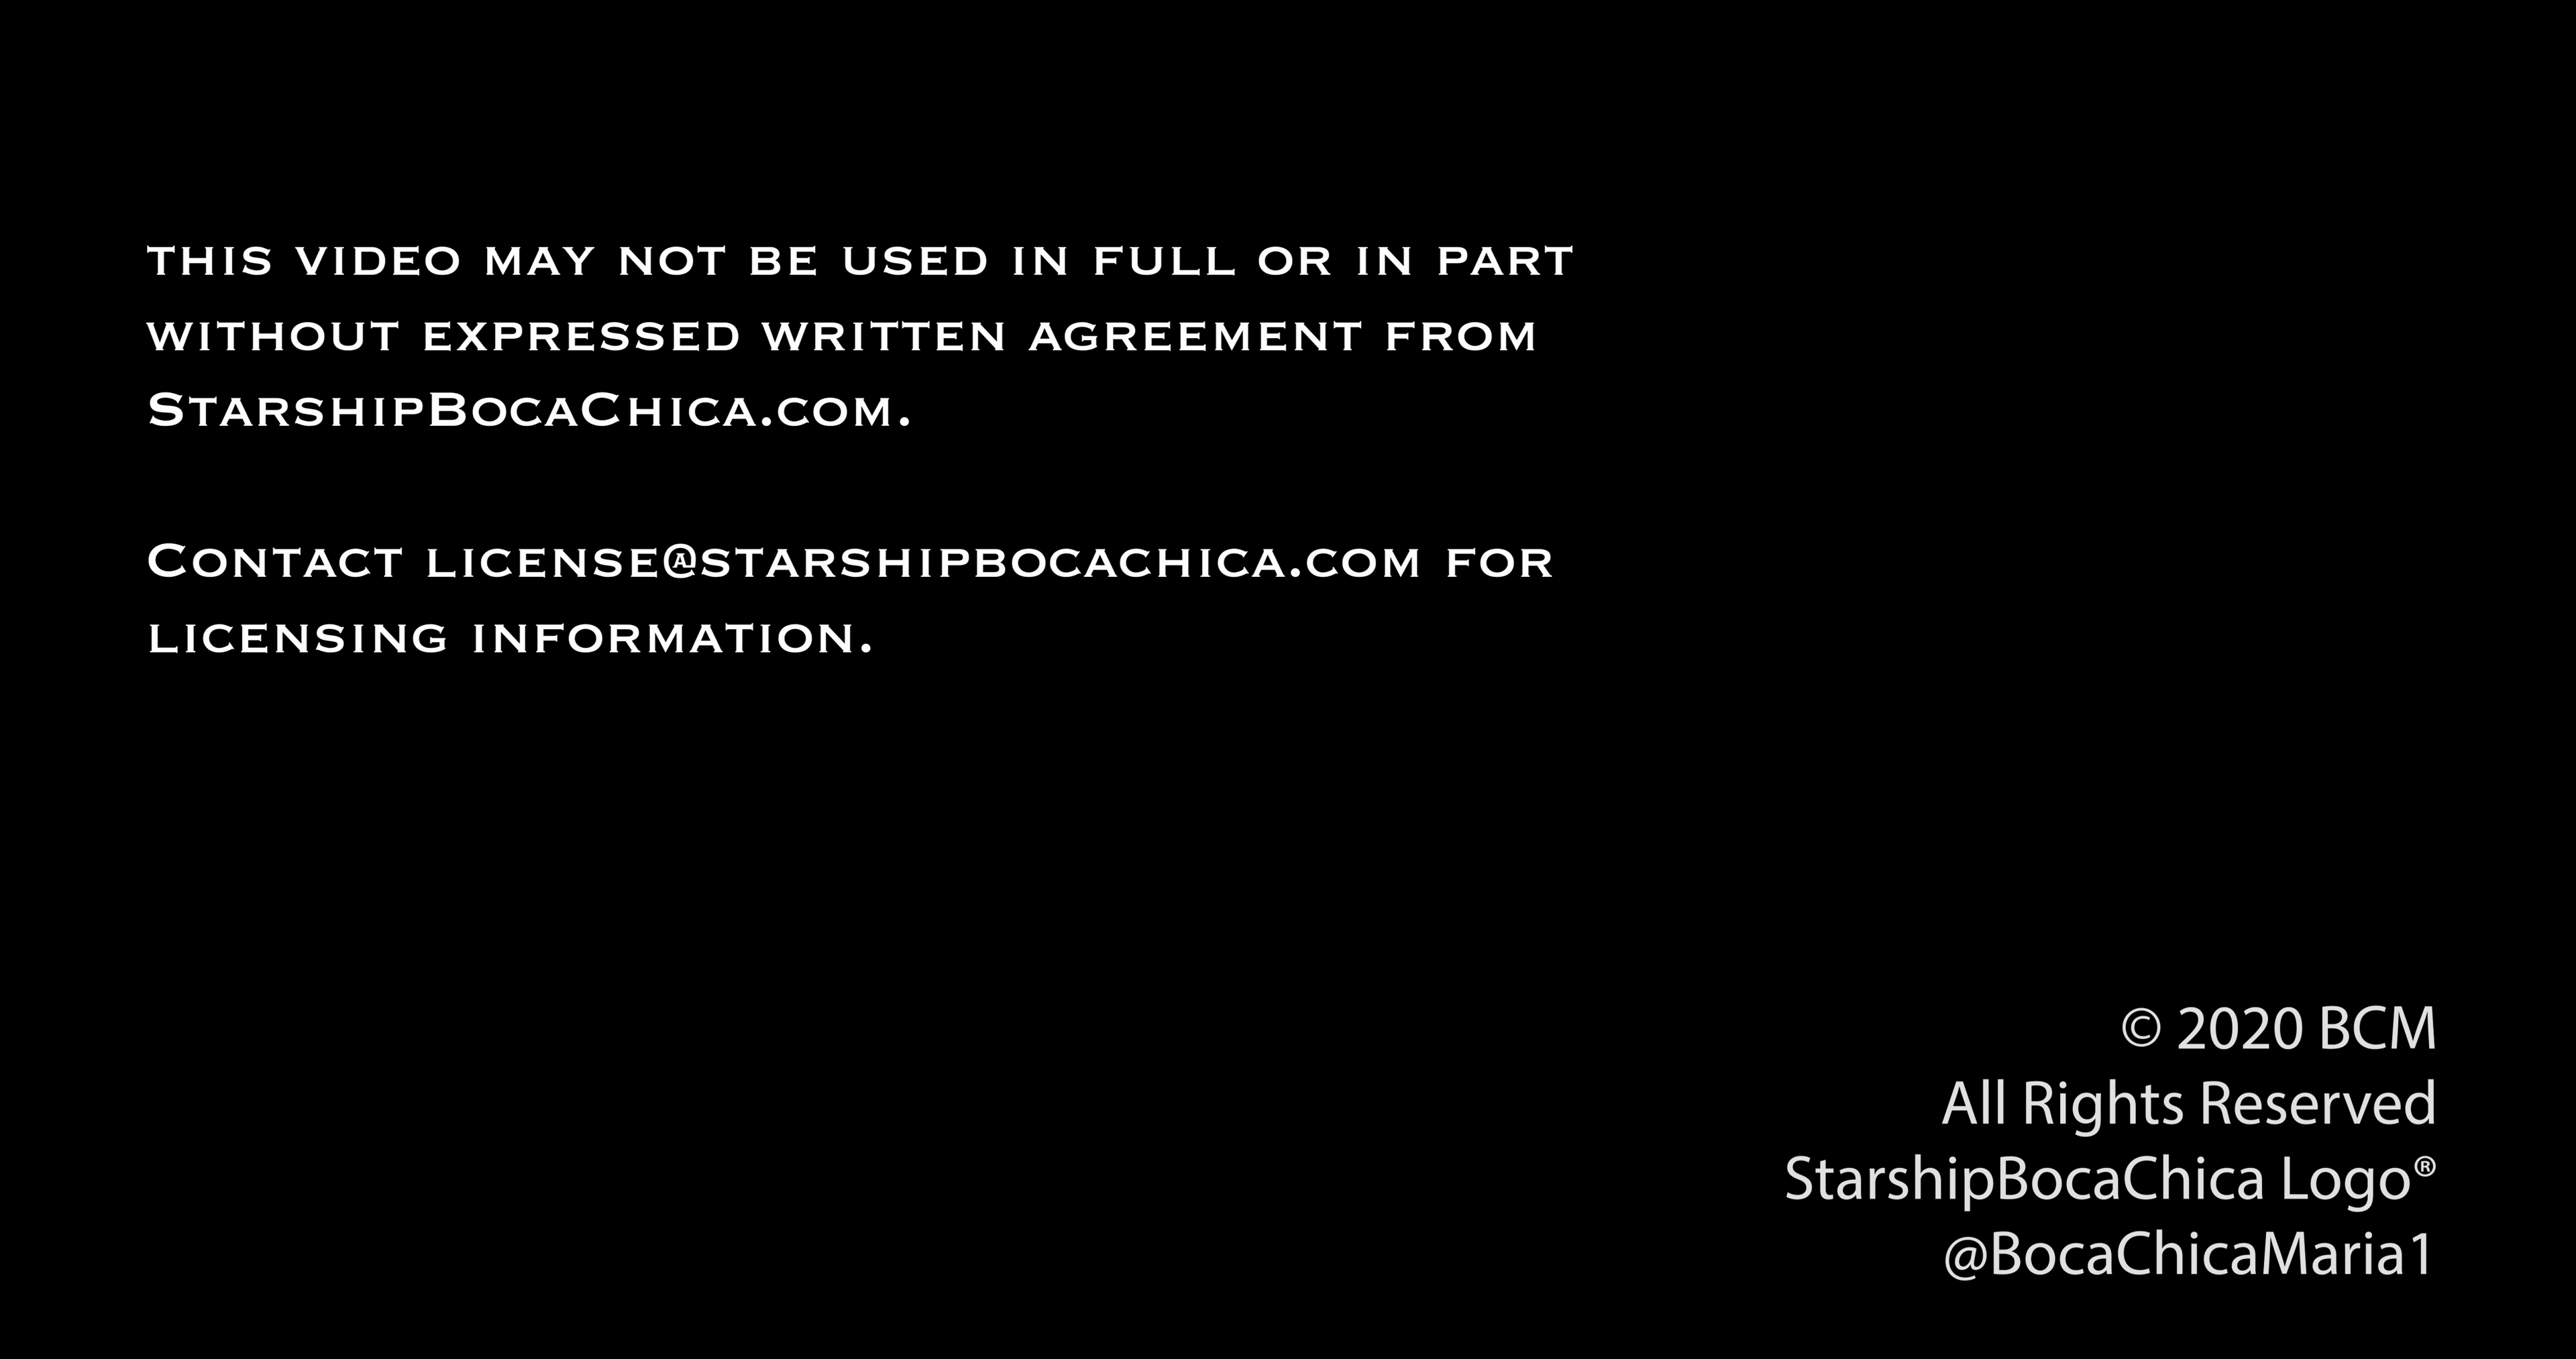 this video may not be used in full or in part
without expressed written agreement from
StarshipBocaChica.com.
Contact license@starshipbocachica.com for
licensing information.
© 2020 BCM
All Rights Reserved
StarshipBocaChica Logo®
@BocaChicaMaria1